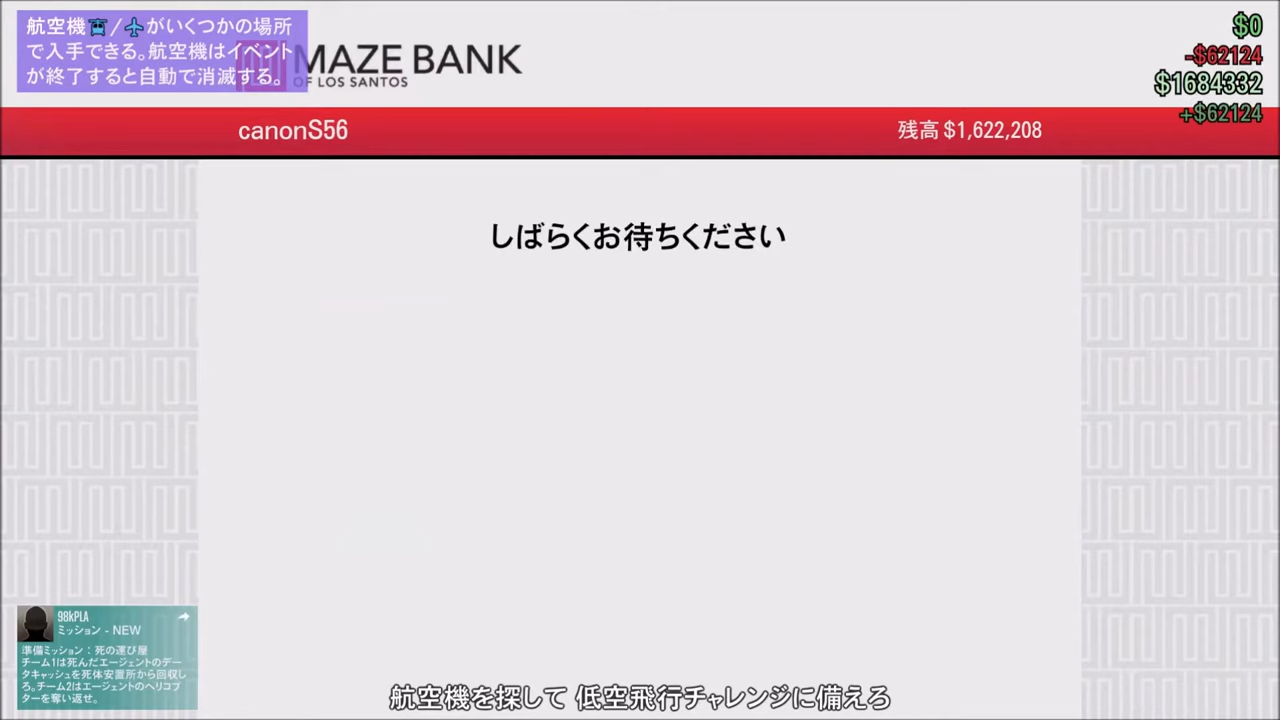 航空機/がいくつかの場所
で入手できる。航空機はイベント
が終了すると自動で消滅する。
MAZE BANK
OF LOS SANTOS
$0
-$62124
$1684332
+$62124
canonS56
残高 $1,622,208
しばらくお待ちください
98kPLA
ミッション - NEW
準備ミッション：死の運び屋
チーム1は死んだエージェントのデー
タキャッシュを死体安置所から回収し
ろ。チーム2はエージェントのヘリコプ
ターを奪い返せ。
航空機を探して 低空飛行チャレンジに備えろ